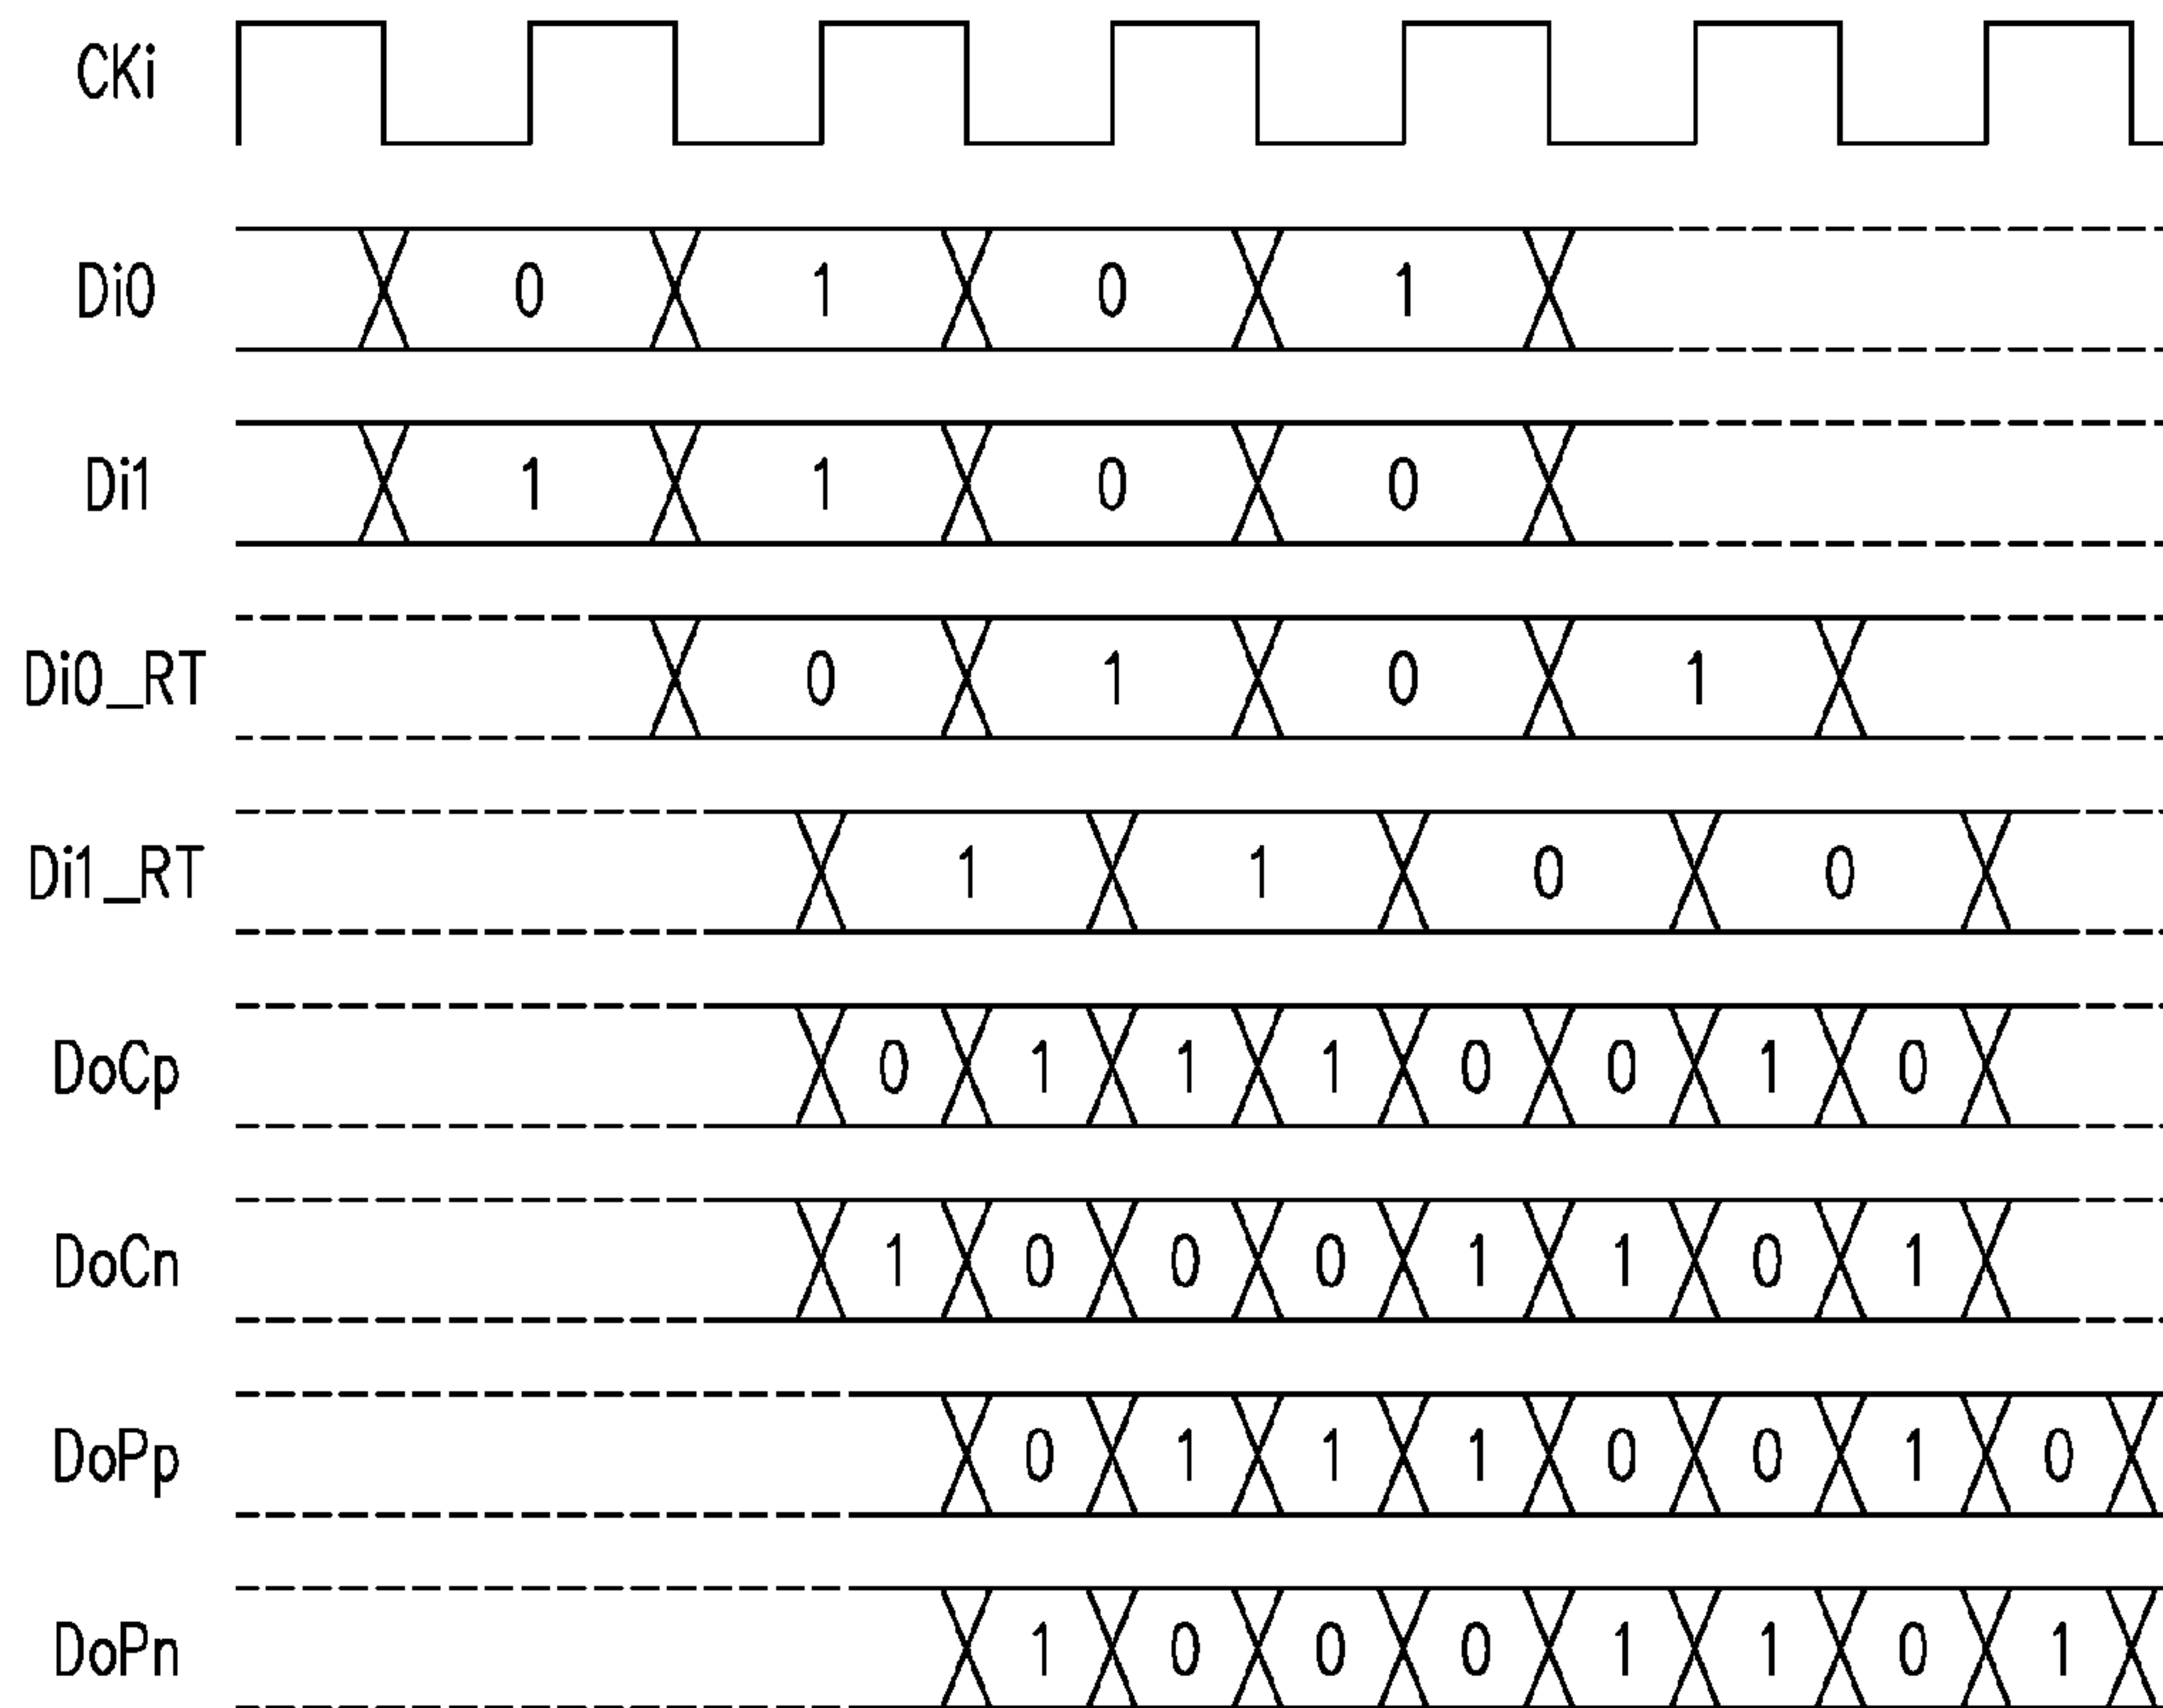 CKi
Di0 0 1 0 1
Di1 1 1 0 0
Di0_RT 0 1 0 1
Di1_RT 1 1 0 0
DoCp 0 1 1 1 0 0 1 0
DoCn 1 0 0 0 1 1 0 1
DoPp 0 1 1 1 0 0 1 0
DoPn 1 0 0 0 1 1 0 1